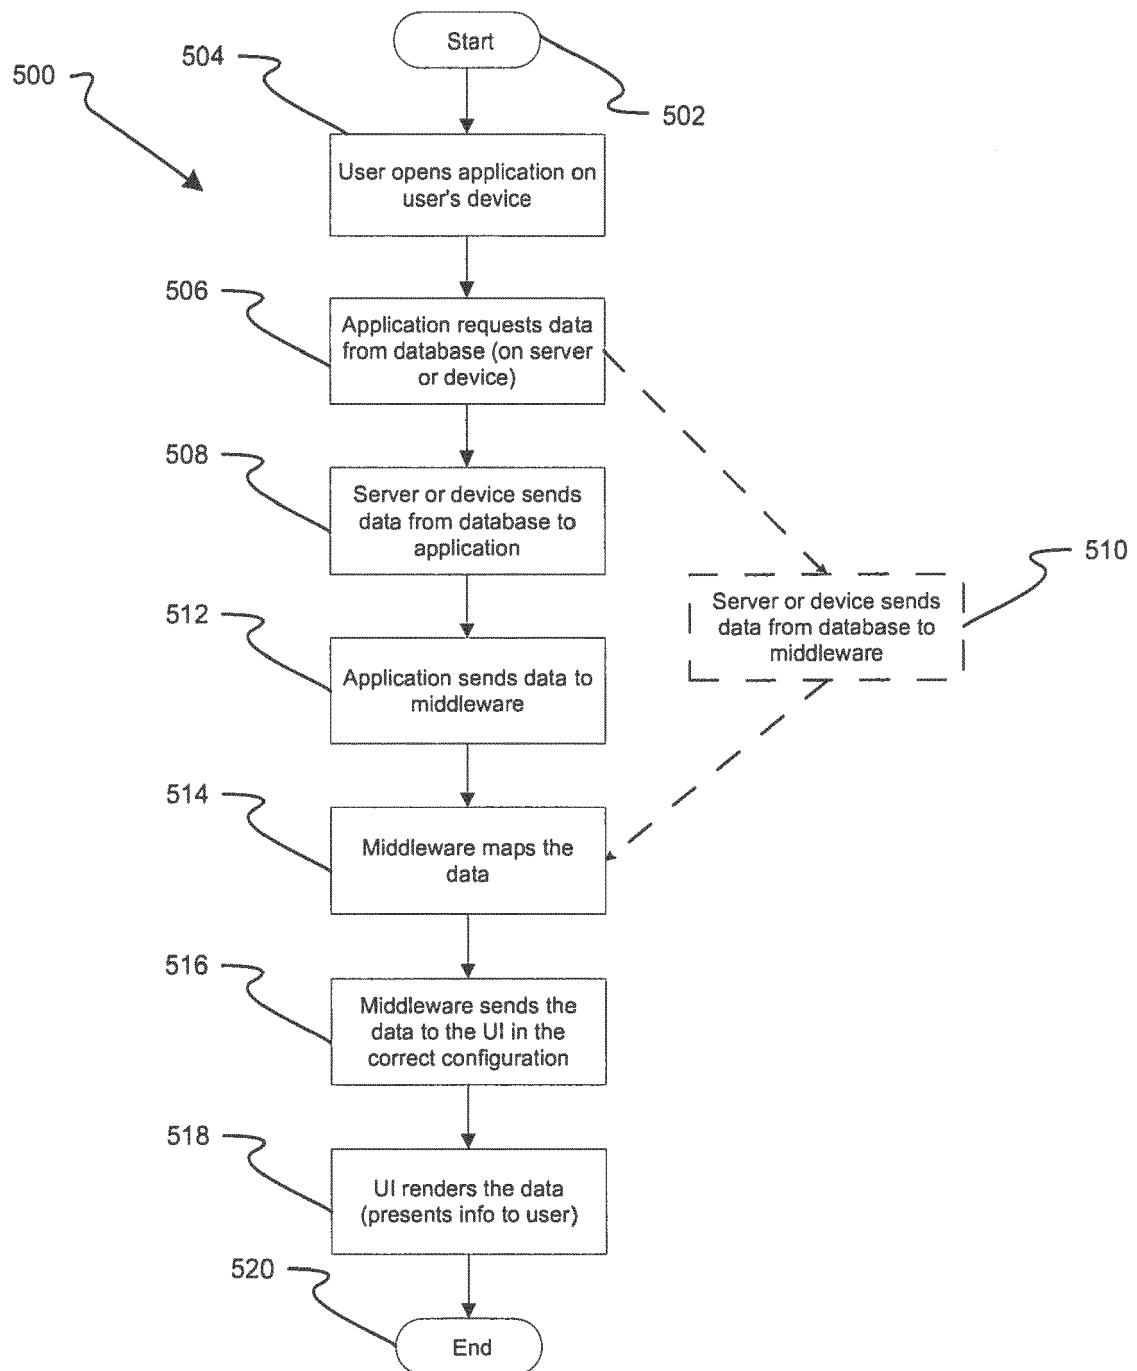 Start
504
500
502
User opens application on
user's device
506
Application requests data
from database (on server
or device)
508
Server or device sends
data from database to
application
510
Server or device sends
data from database to
middleware
512
Application sends data to
middleware
514
Middleware maps the
data
516
Middleware sends the
data to the UI in the
correct configuration
518
UI renders the data
(presents info to user)
520
End